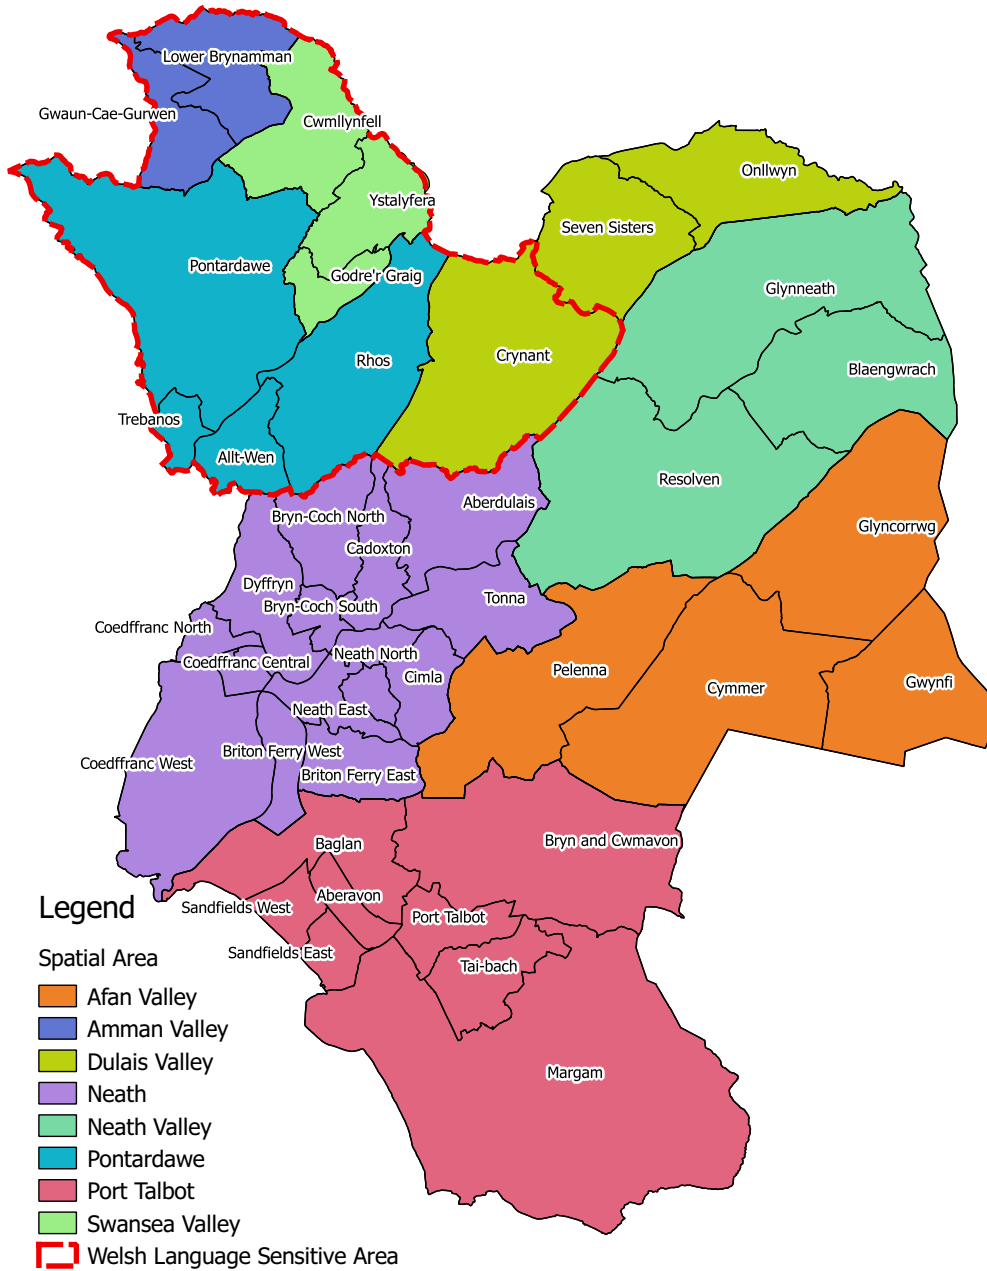 Lower Brynamman
Gwaun-Cae-Gurwen
Cwmllynfell
Onllwyn
Ystalyfera
Seven Sisters
Pontardawe
Godre'r Graig
Glynneath
Crynant
Rhos
Blaengwrach
Trebanos
Allt-Wen
Resolven
Aberdulais
Bryn-Coch North
Glyncorrwg
Cadoxton
Dyffryn
Tonna
Bryn-Coch South
Coedffranc North
Neath North
Coedffranc Central
Pelenna
Cimla
Gwynfi
Cymmer
Neath East
Briton Ferry West
Coedffranc West
Briton Ferry East
Baglan
Bryn and Cwmavon
Aberavon
Sandfields West
Port Talbot
Sandfields East
Tai-bach
Margam
Legend
Spatial Area
Afan Valley
Amman Valley
Dulais Valley
Neath
Neath Valley
Pontardawe
Port Talbot
Swansea Valley
Welsh Language Sensitive Area